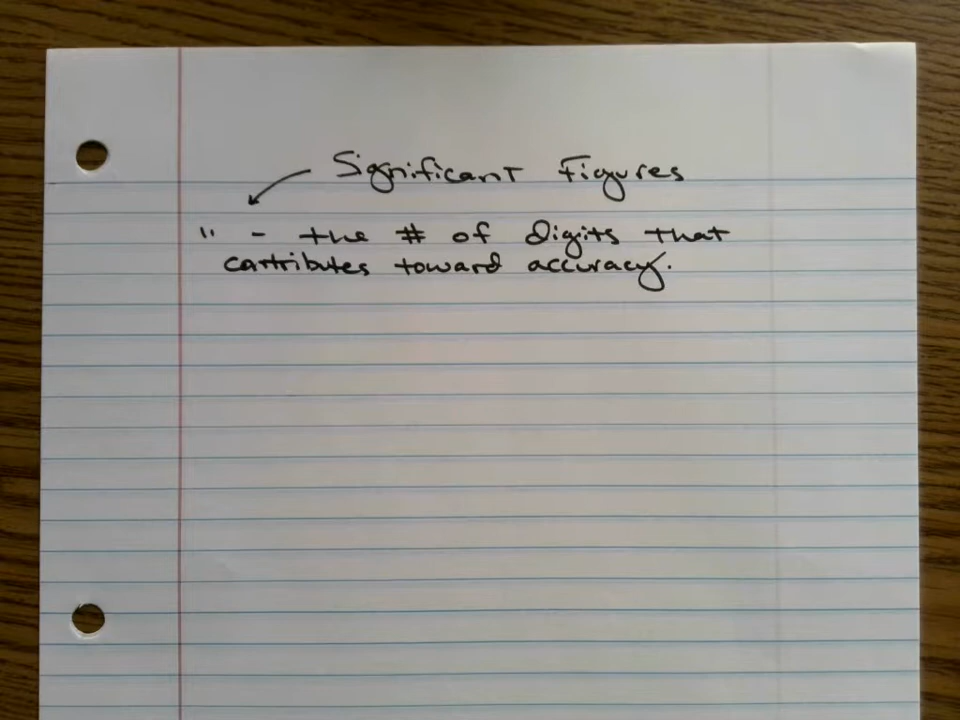 Significant Figures
" - the # of digits that
contributes toward accuracy.